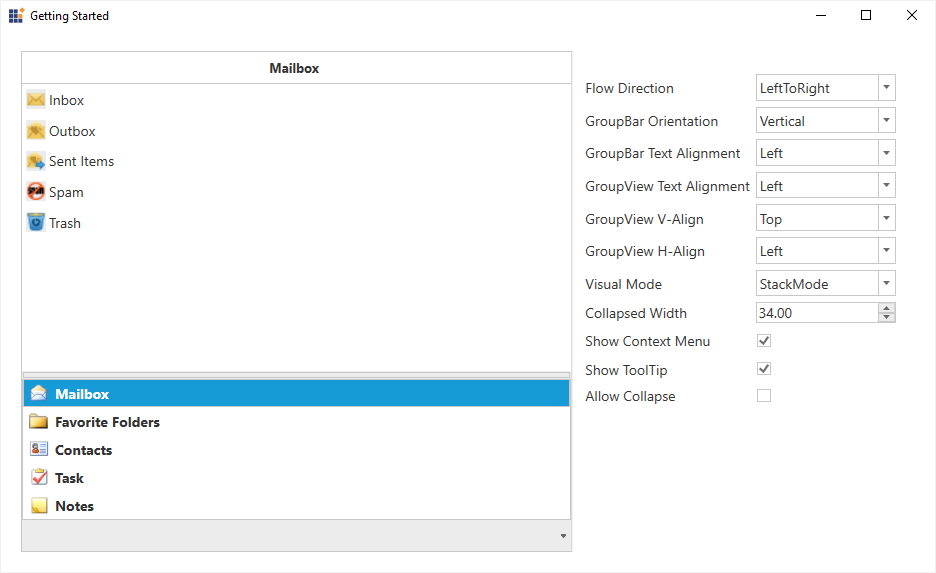 Getting Started
Mailbox
Inbox
Outbox
Sent Items
Spam
Trash
Mailbox
Favorite Folders
Contacts
Task
Notes
Flow Direction LeftToRight
GroupBar Orientation Vertical
GroupBar Text Alignment Left
GroupView Text Alignment Left
GroupView V-Align Top
GroupView H-Align Left
Visual Mode StackMode
Collapsed Width 34.00
Show Context Menu
Show ToolTip
Allow Collapse